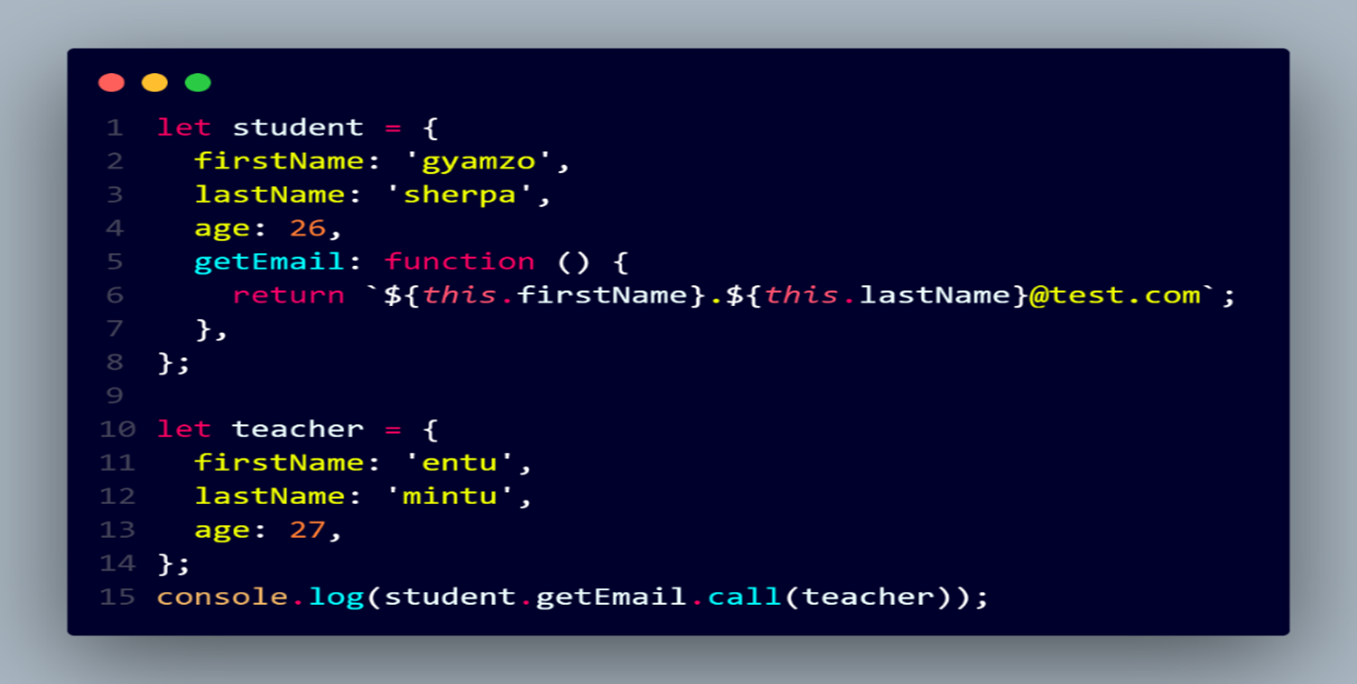 1 let student = {
2   firstName: 'gyamzo',
3   lastName: 'sherpa',
4   age: 26,
5   getEmail: function () {
6     return `${this.firstName}.${this.lastName}@test.com`;
7   },
8 };
9
10 let teacher = {
11   firstName: 'entu',
12   lastName: 'mintu',
13   age: 27,
14 };
15 console.log(student.getEmail.call(teacher));